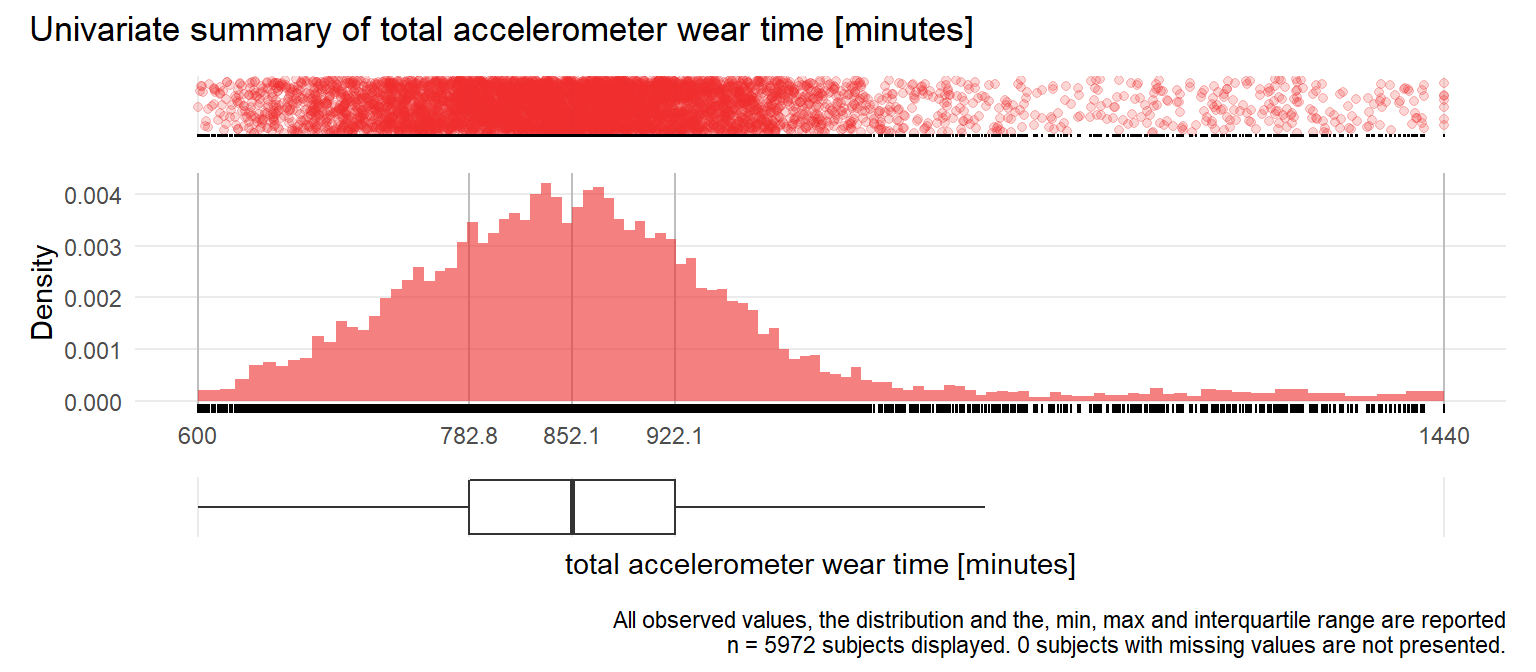 Univariate summary of total accelerometer wear time [minutes]
Density
0.004
0.003
0.002
0.001
0.000
600 782.8 852.1 922.1 1440
total accelerometer wear time [minutes]
All observed values, the distribution and the, min, max and interquartile range are reported
n = 5972 subjects displayed. 0 subjects with missing values are not presented.